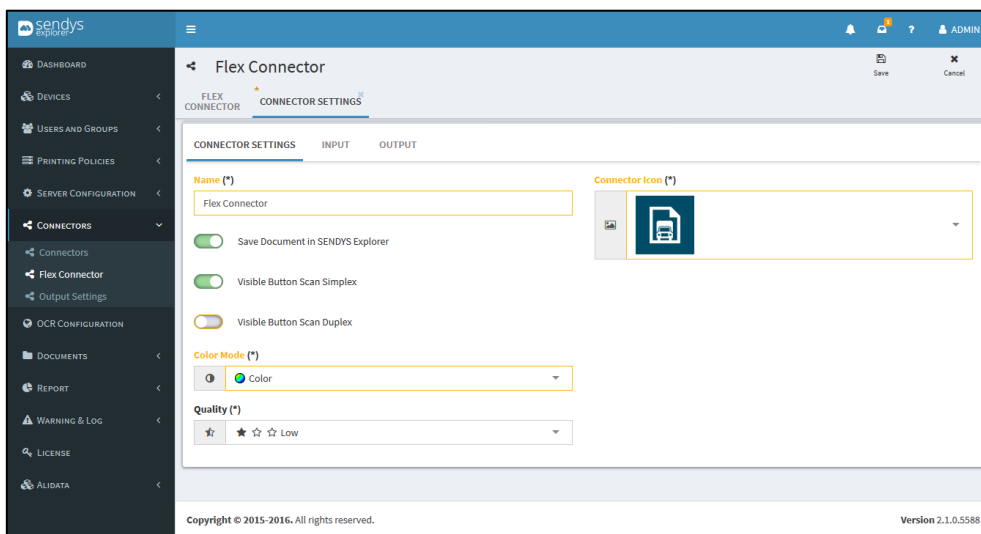 sendys
explorer
1
?
ADMIN
DASHBOARD
DEVICES
USERS AND GROUPS
PRINTING POLICIES
SERVER CONFIGURATION
CONNECTORS
Connectors
Flex Connector
Output Settings
OCR CONFIGURATION
DOCUMENTS
REPORT
WARNING & LOG
LICENSE
ALIDATA
Flex Connector
Save
Cancel
FLEX
CONNECTOR
CONNECTOR SETTINGS
CONNECTOR SETTINGS INPUT OUTPUT
Name (*)
Flex Connector
Save Document in SENDYS Explorer
Visible Button Scan Simplex
Visible Button Scan Duplex
Color Mode (*)
Color
Quality (*)
Low
Connector Icon (*)
Copyright © 2015-2016. All rights reserved.
Version 2.1.0.5588